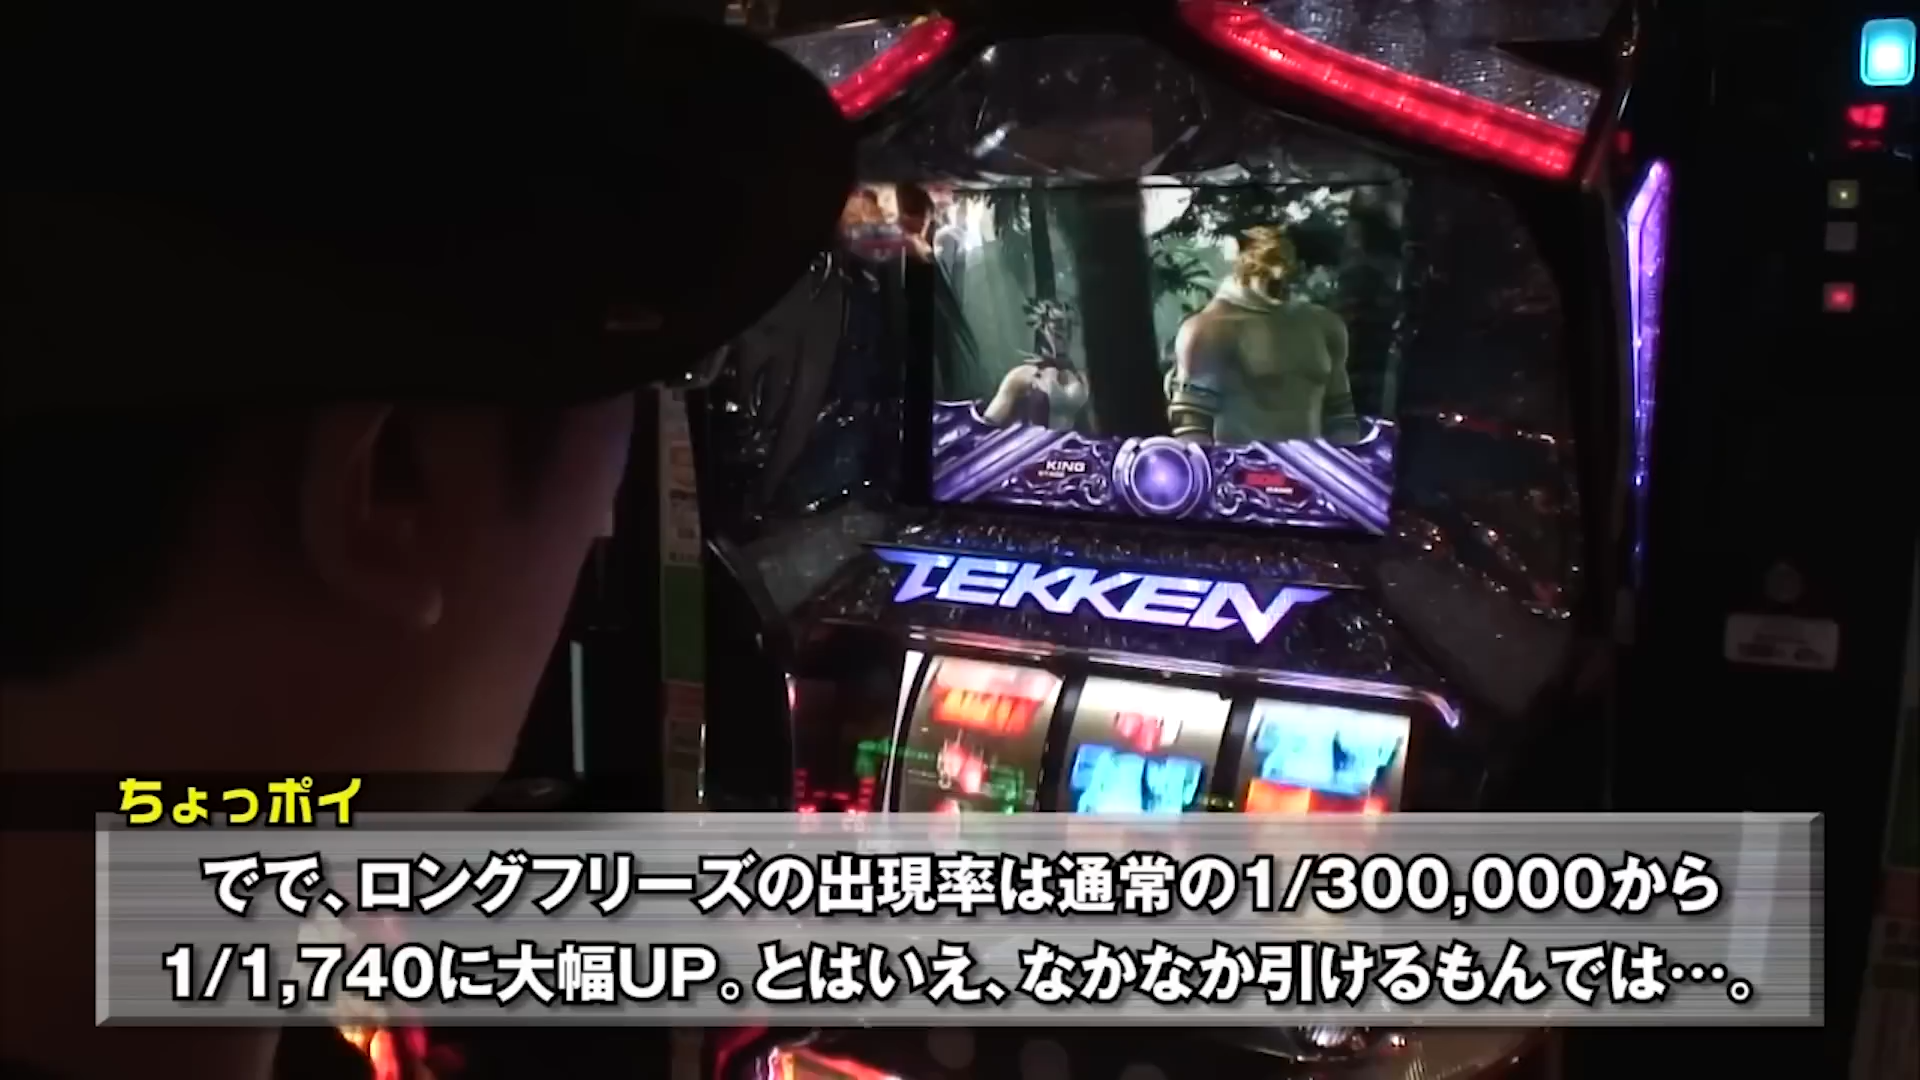 KING
STAGE
TEKKEN
ちょっポイ
でで、ロングフリーズの出現率は通常の1/300,000から
1/1,740に大幅UP。とはいえ、なかなか引けるもんでは…。